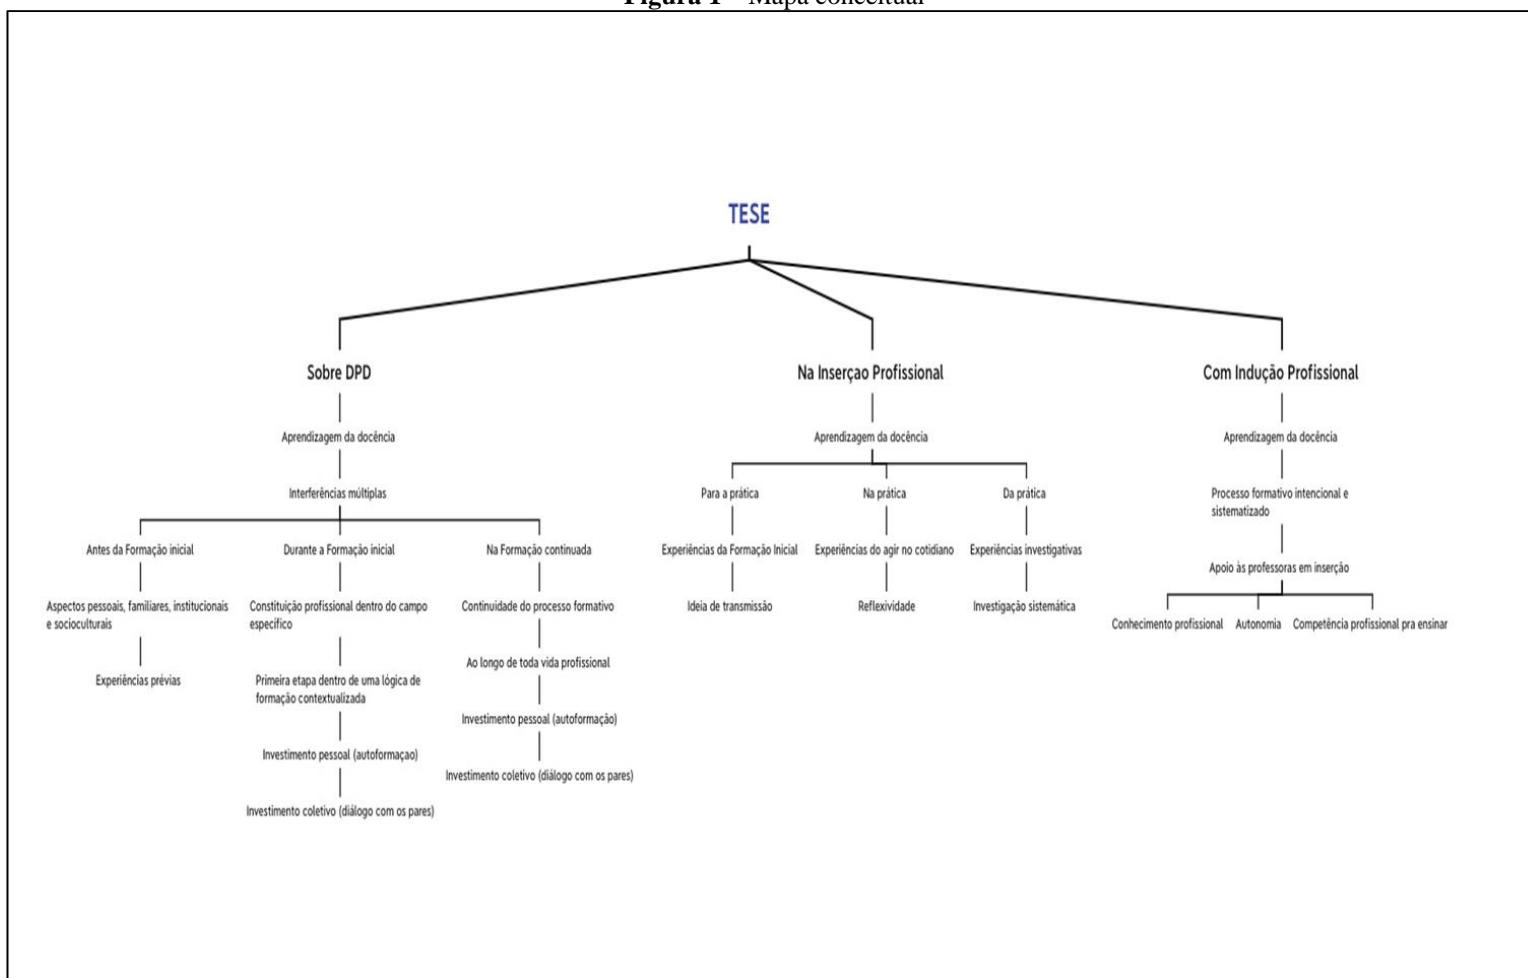 Figura 1 – Mapa conceitual
TESE
Sobre DPD
Na Inserçao Profissional
Com Indução Profissional
Aprendizagem da docência
Aprendizagem da docência
Aprendizagem da docência
Interferências múltiplas
Para a prática
Na prática
Da prática
Processo formativo intencional e
sistematizado
Antes da Formação inicial
Durante a Formação inicial
Na Formação continuada
Experiências da Formação Inicial
Experiências do agir no cotidiano
Experiências investigativas
Apoio às professoras em inserção
Aspectos pessoais, familiares, institucionais
e socioculturais
Constituição profissional dentro do campo
específico
Continuidade do processo formativo
Ideia de transmissão
Reflexividade
Investigação sistemática
Conhecimento profissional
Autonomia
Competência profissional pra ensinar
Experiências prévias
Primeira etapa dentro de uma lógica de
formação contextualizada
Ao longo de toda vida profissional
Investimento pessoal (autoformaçao)
Investimento pessoal (autoformação)
Investimento coletivo (diálogo com os pares)
Investimento coletivo (diálogo com os pares)